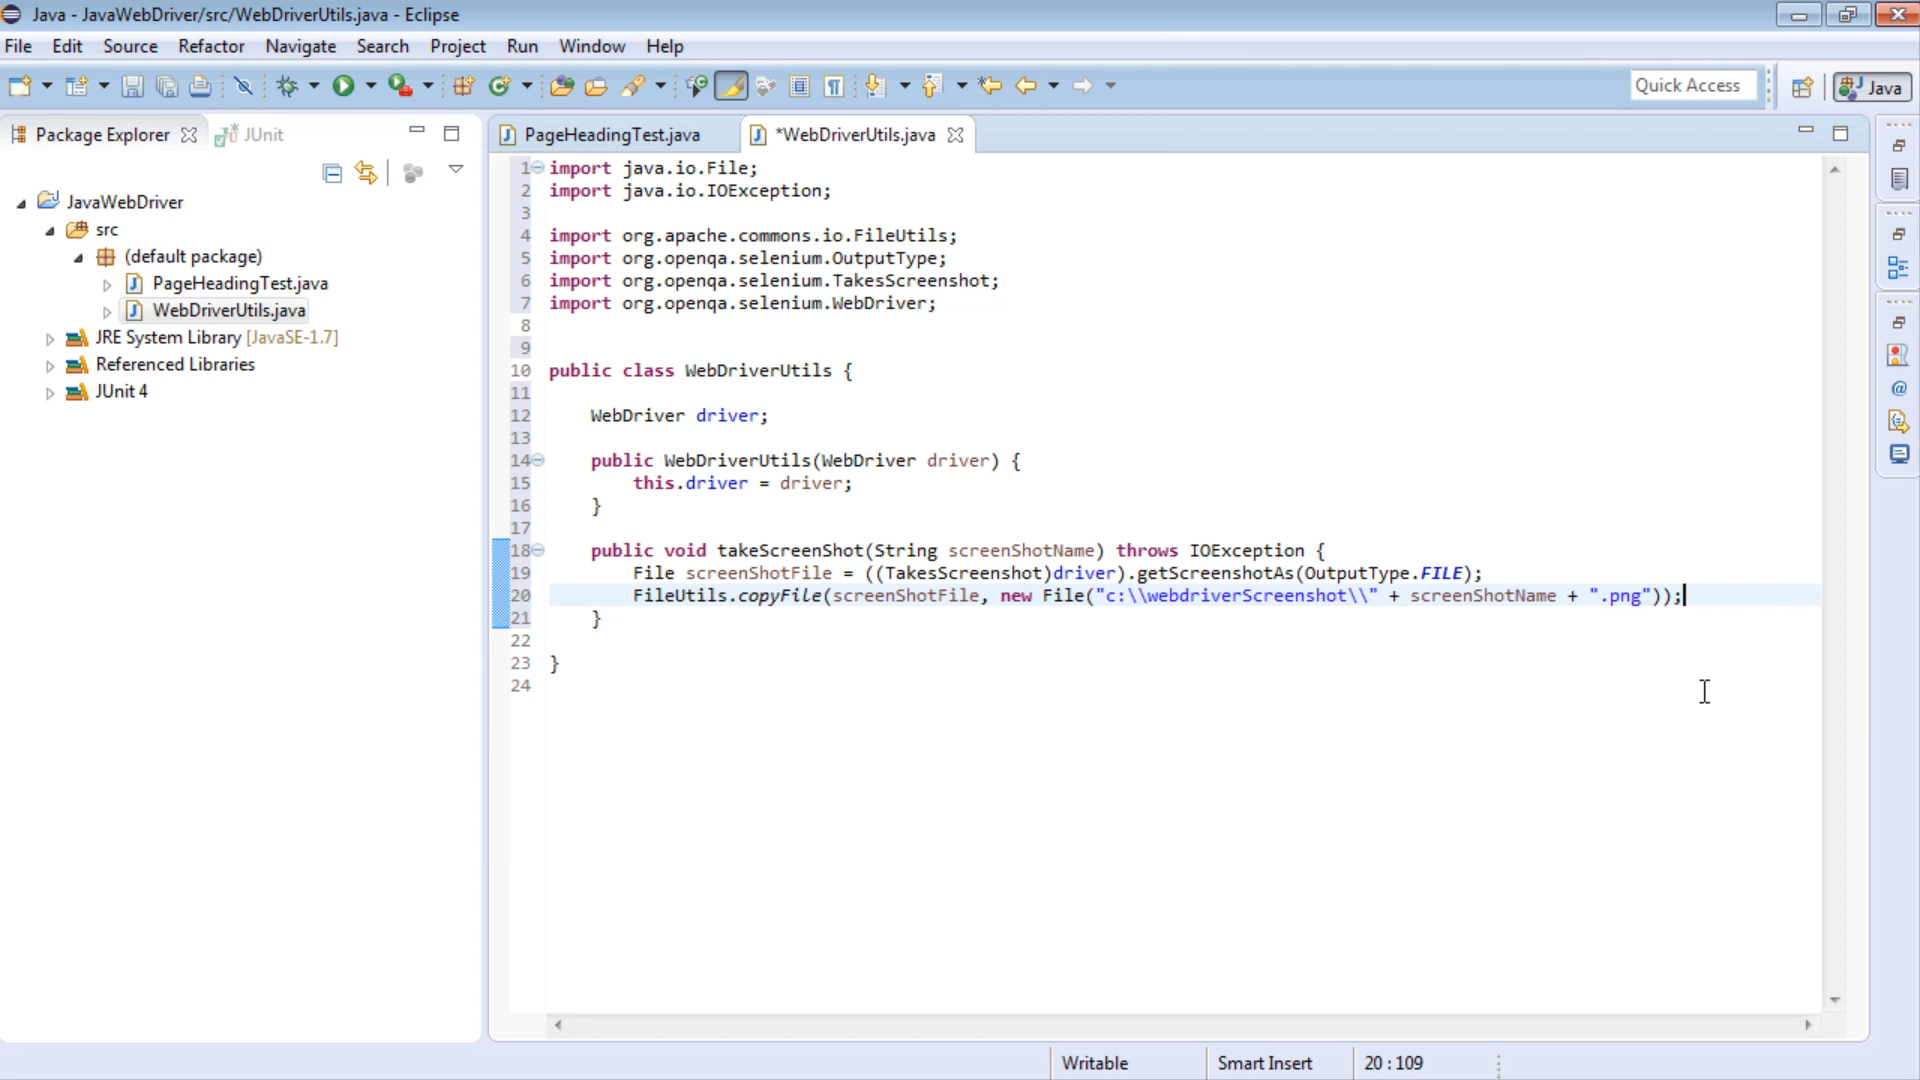 Java - JavaWebDriver/src/WebDriverUtils.java - Eclipse
File Edit Source Refactor Navigate Search Project Run Window Help
Quick Access
Java
Package Explorer
JUnit
PageHeadingTest.java
*WebDriverUtils.java
JavaWebDriver
src
(default package)
PageHeadingTest.java
WebDriverUtils.java
JRE System Library [JavaSE-1.7]
Referenced Libraries
JUnit 4
1 import java.io.File;
2 import java.io.IOException;
3
4 import org.apache.commons.io.FileUtils;
5 import org.openqa.selenium.OutputType;
6 import org.openqa.selenium.TakesScreenshot;
7 import org.openqa.selenium.WebDriver;
8
9
10 public class WebDriverUtils {
11
12 WebDriver driver;
13
14 public WebDriverUtils(WebDriver driver) {
15 this.driver = driver;
16 }
17
18 public void takeScreenShot(String screenShotName) throws IOException {
19 File screenShotFile = ((TakesScreenshot)driver).getScreenshotAs(OutputType.FILE);
20 FileUtils.copyFile(screenShotFile, new File("c:\\webdriverScreenshot\\" + screenShotName + ".png"));
21 }
22
23 }
24
Writable
Smart Insert
20 : 109